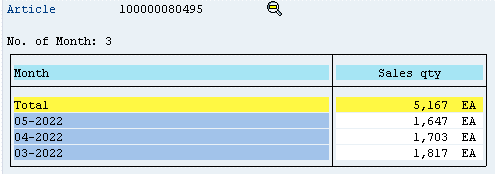 Article 100000080495
No. of Month: 3
Month Sales qty
Total 5,167 EA
05-2022 1,647 EA
04-2022 1,703 EA
03-2022 1,817 EA